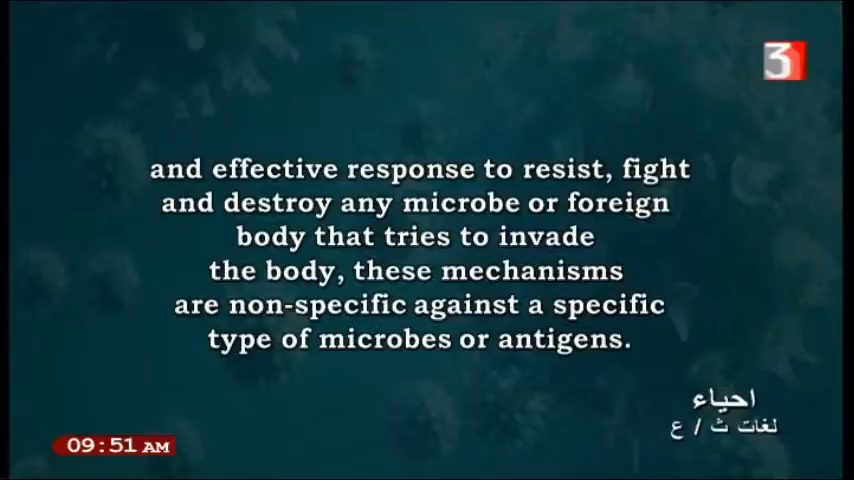 3
and effective response to resist, fight
and destroy any microbe or foreign
body that tries to invade
the body, these mechanisms
are non-specific against a specific
type of microbes or antigens.
احياء
لغات ث / ع
09:51 AM